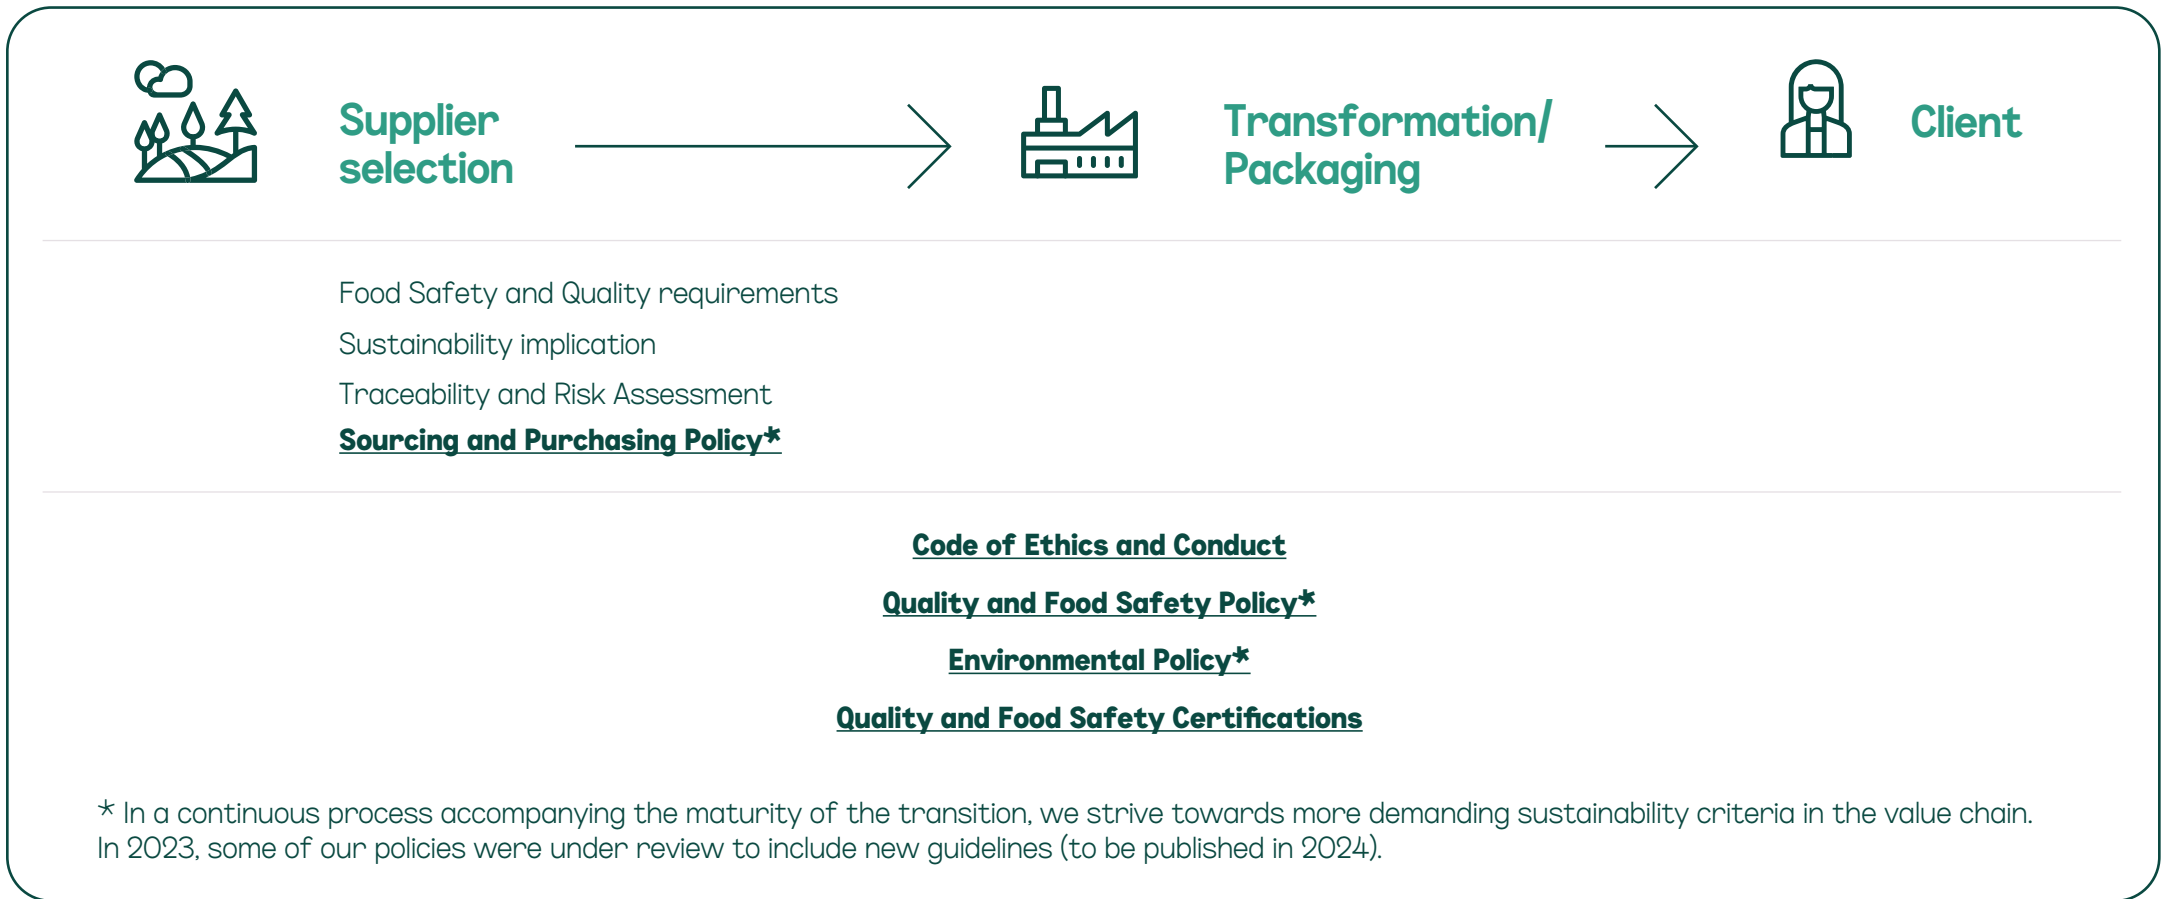 Supplier
selection
Transformation/
Packaging
Client
Food Safety and Quality requirements
Sustainability implication
Traceability and Risk Assessment
Sourcing and Purchasing Policy*
Code of Ethics and Conduct
Quality and Food Safety Policy*
Environmental Policy*
Quality and Food Safety Certifications
* In a continuous process accompanying the maturity of the transition, we strive towards more demanding sustainability criteria in the value chain.
In 2023, some of our policies were under review to include new guidelines (to be published in 2024).